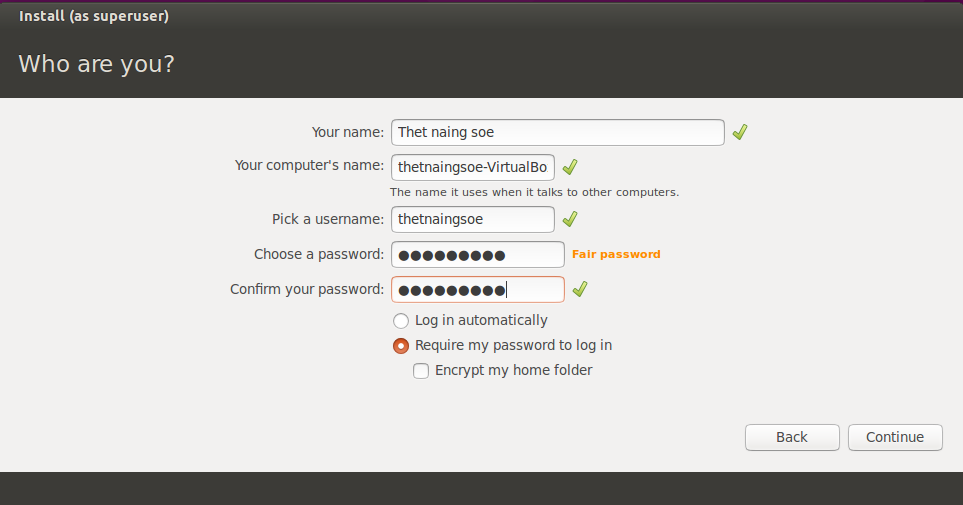 Install (as superuser)
Who are you?
Your name: Thet naing soe
Your computer's name: thetnaingsoe-VirtualBo
The name it uses when it talks to other computers.
Pick a username: thetnaingsoe
Choose a password: ●●●●●●●●● Fair password
Confirm your password: ●●●●●●●●●
Log in automatically
Require my password to log in
Encrypt my home folder
Back Continue